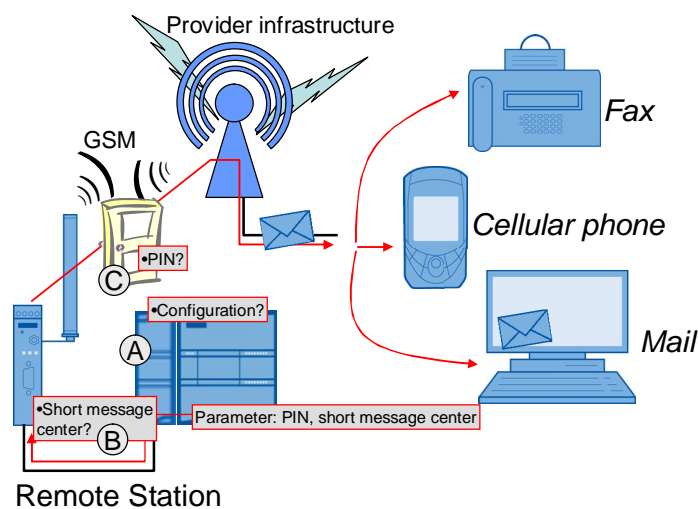 Provider infrastructure
GSM
Fax
Cellular phone
•PIN?
C
•Configuration?
A
Mail
•Short message
center?
B
Parameter: PIN, short message center
Remote Station